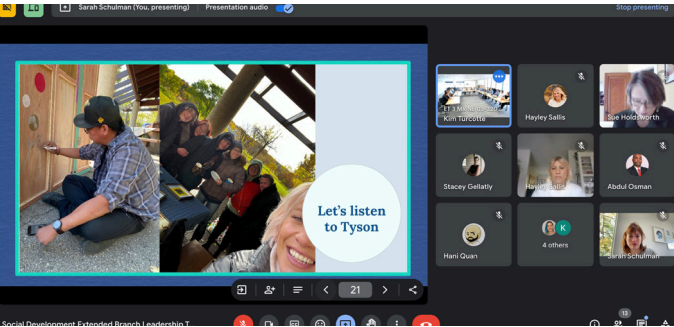 Sarah Schulman (You, presenting)
Presentation audio
Stop presenting
Let's listen
to Tyson
Kim Turcotte
Hayley Sallis
Sue Holdsworth
Stacey Gellatly
Hayley Sallis
Abdul Osman
Hani Quan
K
4 others
Sarah Schulman
21
13
Social Development Extended Branch Leadership T...